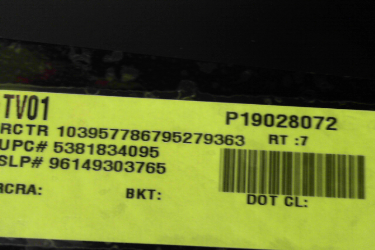 TV01 P19028072
RCTR 103957786795279363 RT :7
UPC# 5381834095
SLP# 96149303765
RCRA: BKT: DOT CL: